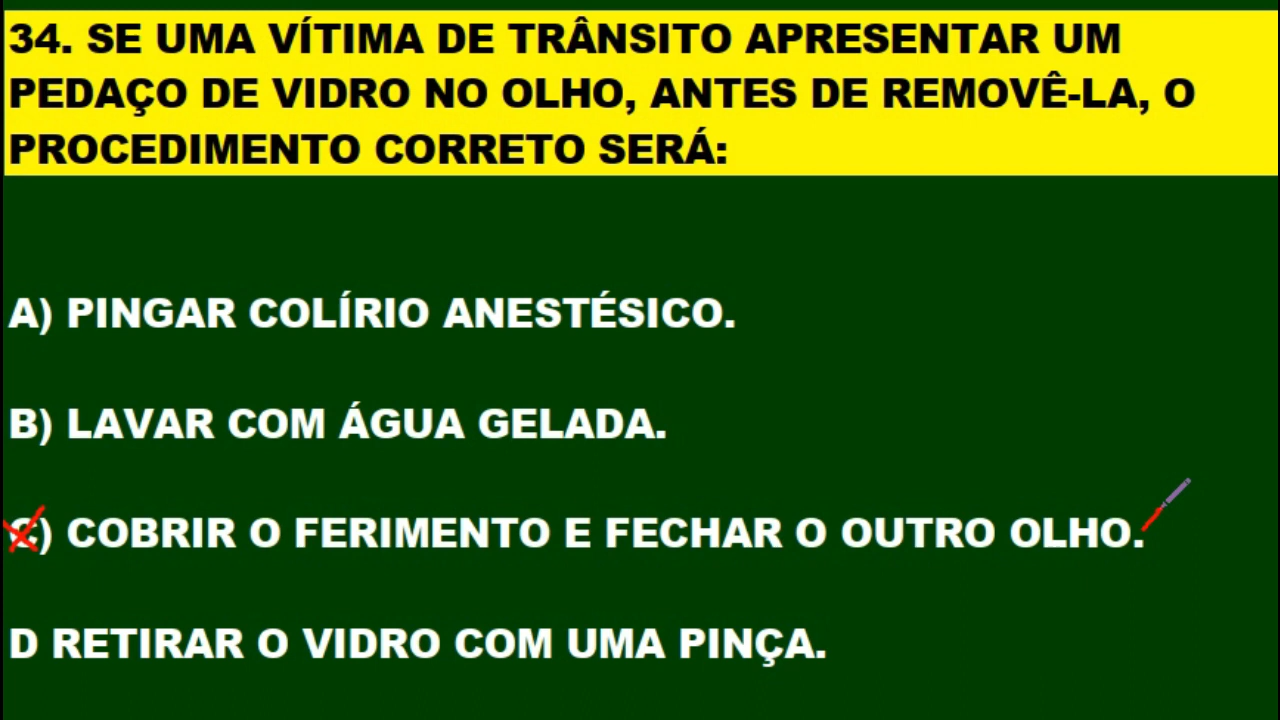 34. SE UMA VÍTIMA DE TRÂNSITO APRESENTAR UM
PEDAÇO DE VIDRO NO OLHO, ANTES DE REMOVÊ-LA, O
PROCEDIMENTO CORRETO SERÁ:
A) PINGAR COLÍRIO ANESTÉSICO.
B) LAVAR COM ÁGUA GELADA.
C) COBRIR O FERIMENTO E FECHAR O OUTRO OLHO.
D RETIRAR O VIDRO COM UMA PINÇA.